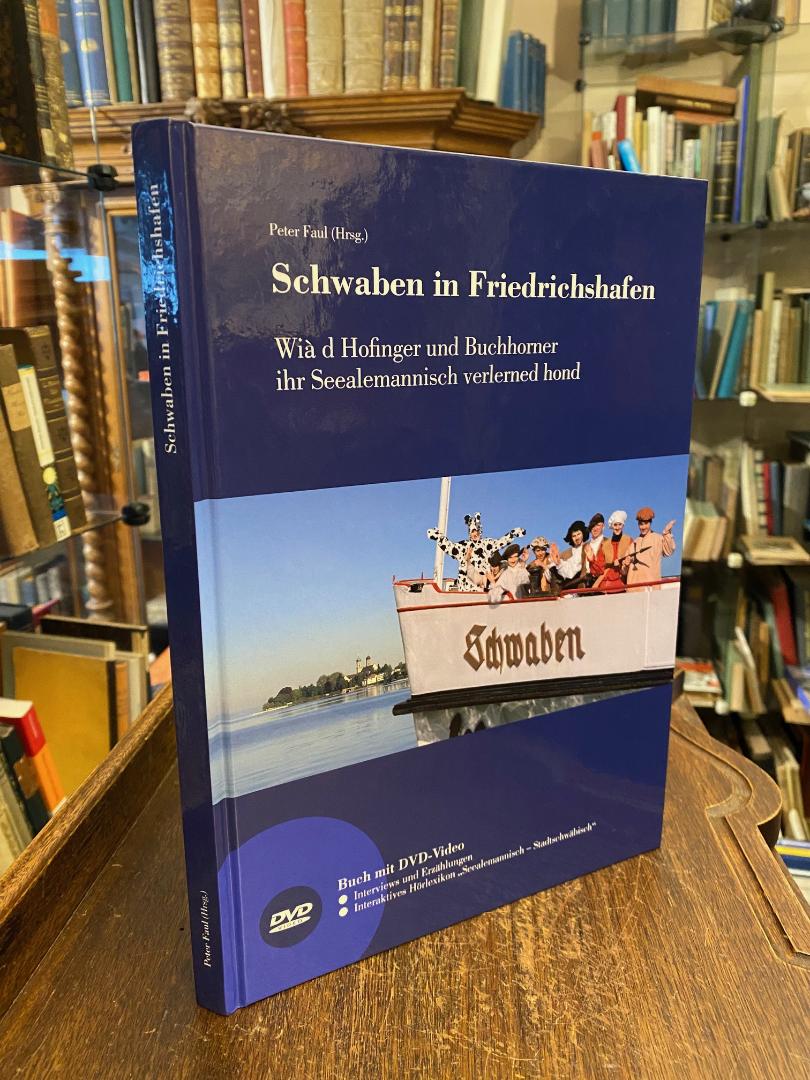 Peter Faul (Hrsg.)
Schwaben in Friedrichshafen
Wià d Hofinger und Buchhorner
ihr Seealemannisch verlerned hond
Schwaben
Buch mit DVD-Video
Interviews und Erzählungen
Interaktives Hörlexikon „Seealemannisch – Stadtschwäbisch“
DVD
VIDEO
Schwaben in Friedrichshafen
Peter Faul (Hrsg.)